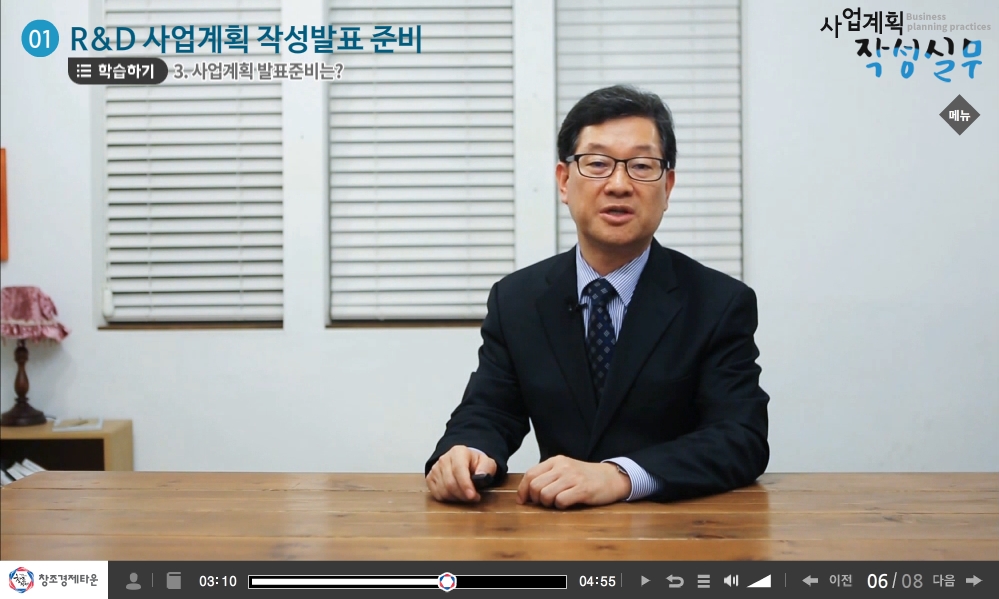 01 R&D 사업계획 작성발표 준비
학습하기 3. 사업계획 발표준비는?
사업계획 Business planning practices
작성실무
메뉴
창조경제타운 03:10 04:55 이전 06/08 다음